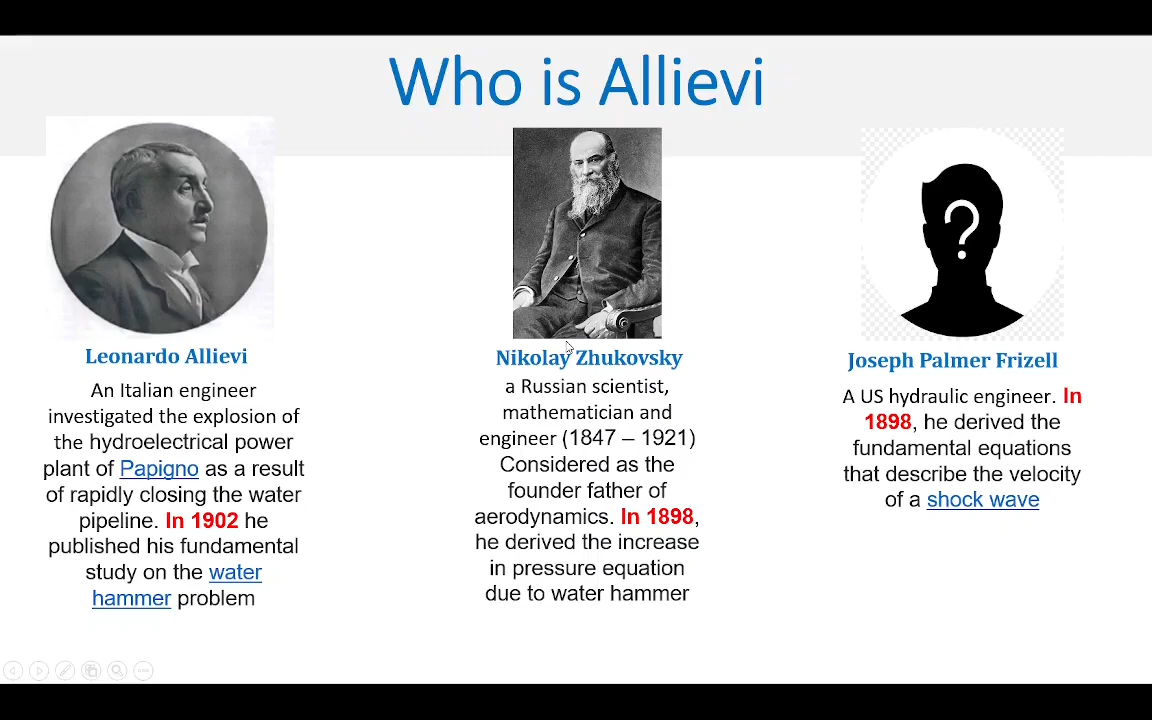 Who is Allievi
?
Leonardo Allievi
An Italian engineer
investigated the explosion of
the hydroelectrical power
plant of Papigno as a result
of rapidly closing the water
pipeline. In 1902 he
published his fundamental
study on the water
hammer problem
Nikolay Zhukovsky
a Russian scientist,
mathematician and
engineer (1847 – 1921)
Considered as the
founder father of
aerodynamics. In 1898,
he derived the increase
in pressure equation
due to water hammer
Joseph Palmer Frizell
A US hydraulic engineer. In
1898, he derived the
fundamental equations
that describe the velocity
of a shock wave